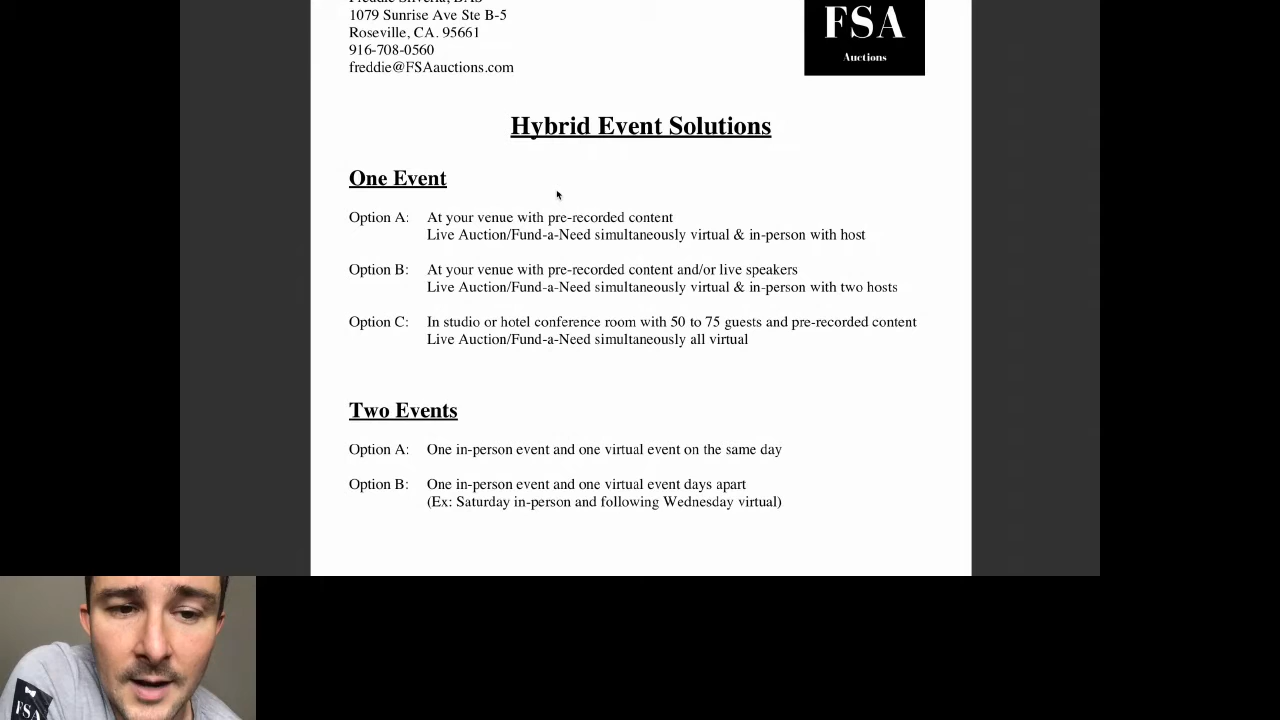 Freddie Silveria, BAS
1079 Sunrise Ave Ste B-5
Roseville, CA. 95661
916-708-0560
freddie@FSAauctions.com
FSA
Auctions
Hybrid Event Solutions
One Event
Option A: At your venue with pre-recorded content
Live Auction/Fund-a-Need simultaneously virtual & in-person with host
Option B: At your venue with pre-recorded content and/or live speakers
Live Auction/Fund-a-Need simultaneously virtual & in-person with two hosts
Option C: In studio or hotel conference room with 50 to 75 guests and pre-recorded content
Live Auction/Fund-a-Need simultaneously all virtual
Two Events
Option A: One in-person event and one virtual event on the same day
Option B: One in-person event and one virtual event days apart
(Ex: Saturday in-person and following Wednesday virtual)
FSA